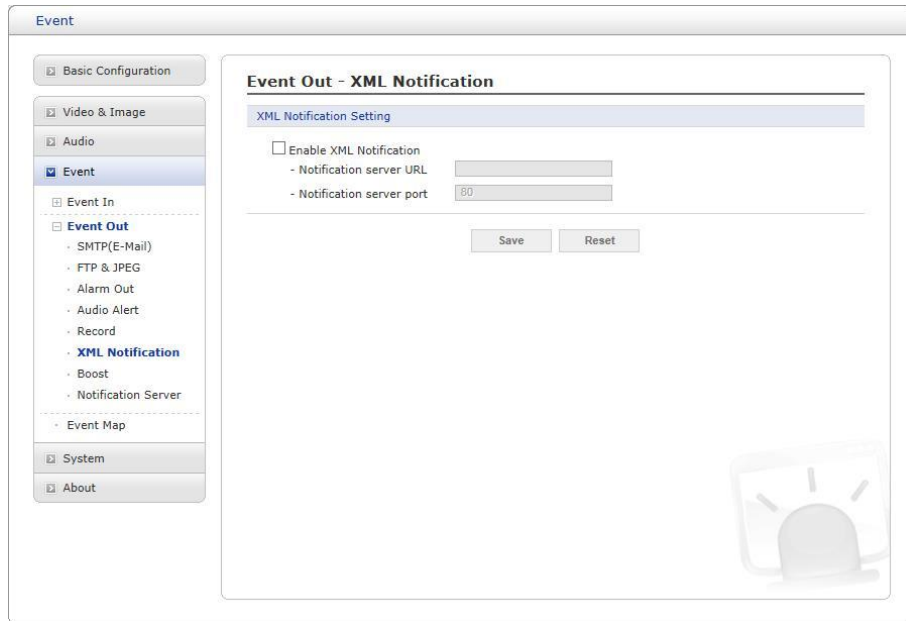 Event
Basic Configuration
Video & Image
Audio
Event
Event In
Event Out
· SMTP(E-Mail)
· FTP & JPEG
· Alarm Out
· Audio Alert
· Record
· XML Notification
· Boost
· Notification Server
· Event Map
System
About
Event Out - XML Notification
XML Notification Setting
Enable XML Notification
- Notification server URL
- Notification server port 80
Save Reset